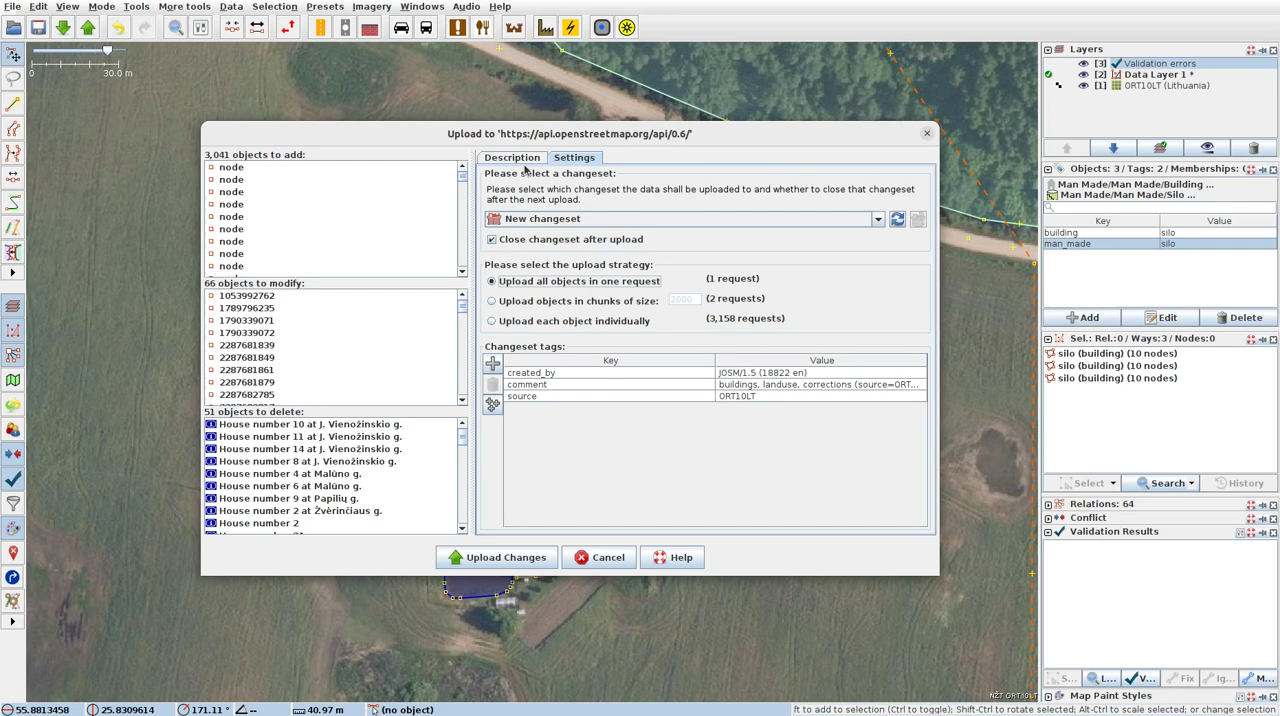 File Edit View Mode Tools More tools Data Selection Presets Imagery Windows Audio Help
0 30.0 m
Upload to 'https://api.openstreetmap.org/api/0.6/'
3,041 objects to add:
node
node
node
node
node
node
node
node
node
66 objects to modify:
1053992762
1789796235
1790339071
1790339072
2287681839
2287681849
2287681861
2287681879
2287682785
51 objects to delete:
House number 10 at J. Vienožinskio g.
House number 11 at J. Vienožinskio g.
House number 14 at J. Vienožinskio g.
House number 8 at J. Vienožinskio g.
House number 4 at Malūno g.
House number 6 at Malūno g.
House number 9 at Papilių g.
House number 2 at Žvėrinčiaus g.
House number 2
Description Settings
Please select a changeset:
Please select which changeset the data shall be uploaded to and whether to close that changeset
after the next upload.
New changeset
Close changeset after upload
Please select the upload strategy:
Upload all objects in one request (1 request)
Upload objects in chunks of size: 2000 (2 requests)
Upload each object individually (3,158 requests)
Changeset tags:
Key Value
created_by JOSM/1.5 (18822 en)
comment buildings, landuse, corrections (source=ORT...
source ORT10LT
Upload Changes Cancel Help
NŽT ORT10LT
Layers
[3] Validation errors
[2] Data Layer 1 *
[1] ORT10LT (Lithuania)
Objects: 3 / Tags: 2 / Memberships: (
Man Made/Man Made/Building ...
Man Made/Man Made/Silo ...
Key Value
building silo
man_made silo
Add Edit Delete
Sel.: Rel.:0 / Ways:3 / Nodes:0
silo (building) (10 nodes)
silo (building) (10 nodes)
silo (building) (10 nodes)
Select Search History
Relations: 64
Conflict
Validation Results
S... L... V... Fix Ig... M...
Map Paint Styles
55.8813458 25.8309614 171.11 ° -- 40.97 m (no object) ft to add to selection (Ctrl to toggle); Shift-Ctrl to rotate selected; Alt-Ctrl to scale selected; or change selection